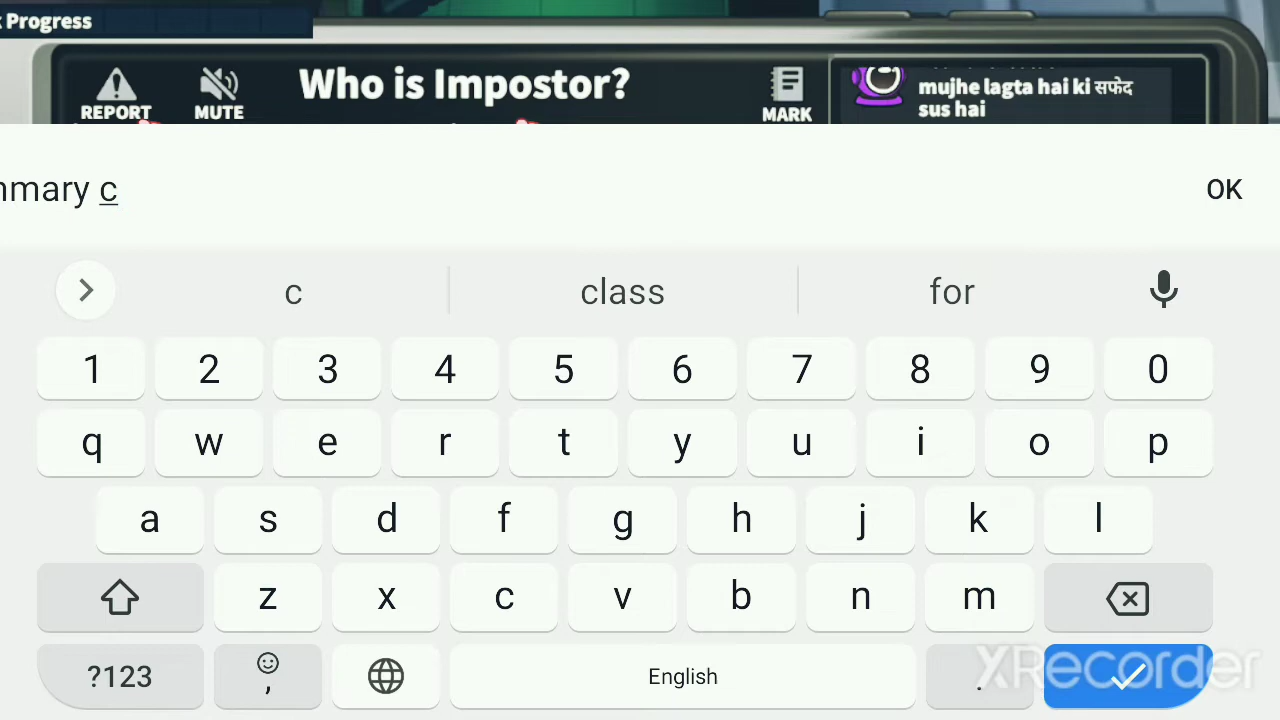 Progress
REPORT
MUTE
Who is Impostor?
MARK
mujhe lagta hai ki सफेद
sus hai
mmary c
OK
c
class
for
1 2 3 4 5 6 7 8 9 0
q w e r t y u i o p
a s d f g h j k l
z x c v b n m
?123
,
English
.
XRecorder